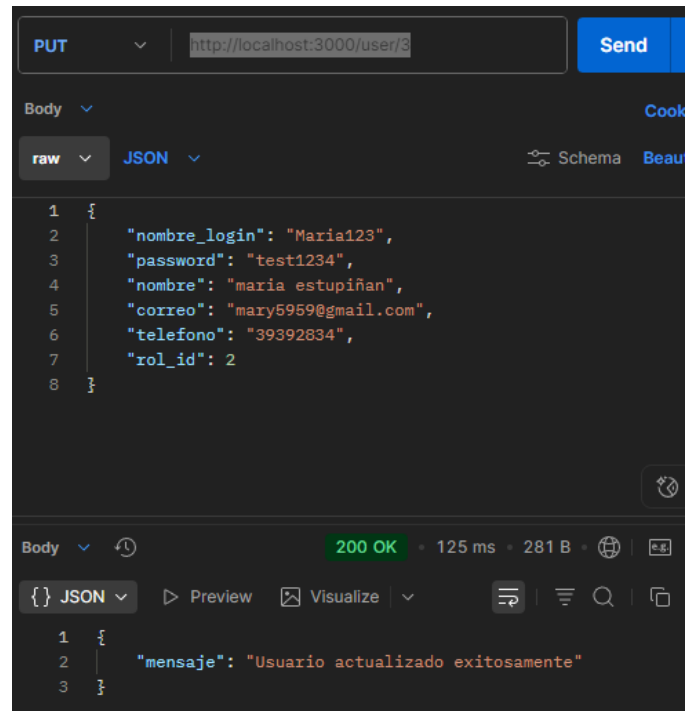 PUT http://localhost:3000/user/3 Send
Body Cook
raw JSON Schema Beau
1 {
2 "nombre_login": "Maria123",
3 "password": "test1234",
4 "nombre": "maria estupiñan",
5 "correo": "mary5959@gmail.com",
6 "telefono": "39392834",
7 "rol_id": 2
8 }
Body 200 OK • 125 ms • 281 B • e.g.
{} JSON Preview Visualize
1 {
2 "mensaje": "Usuario actualizado exitosamente"
3 }